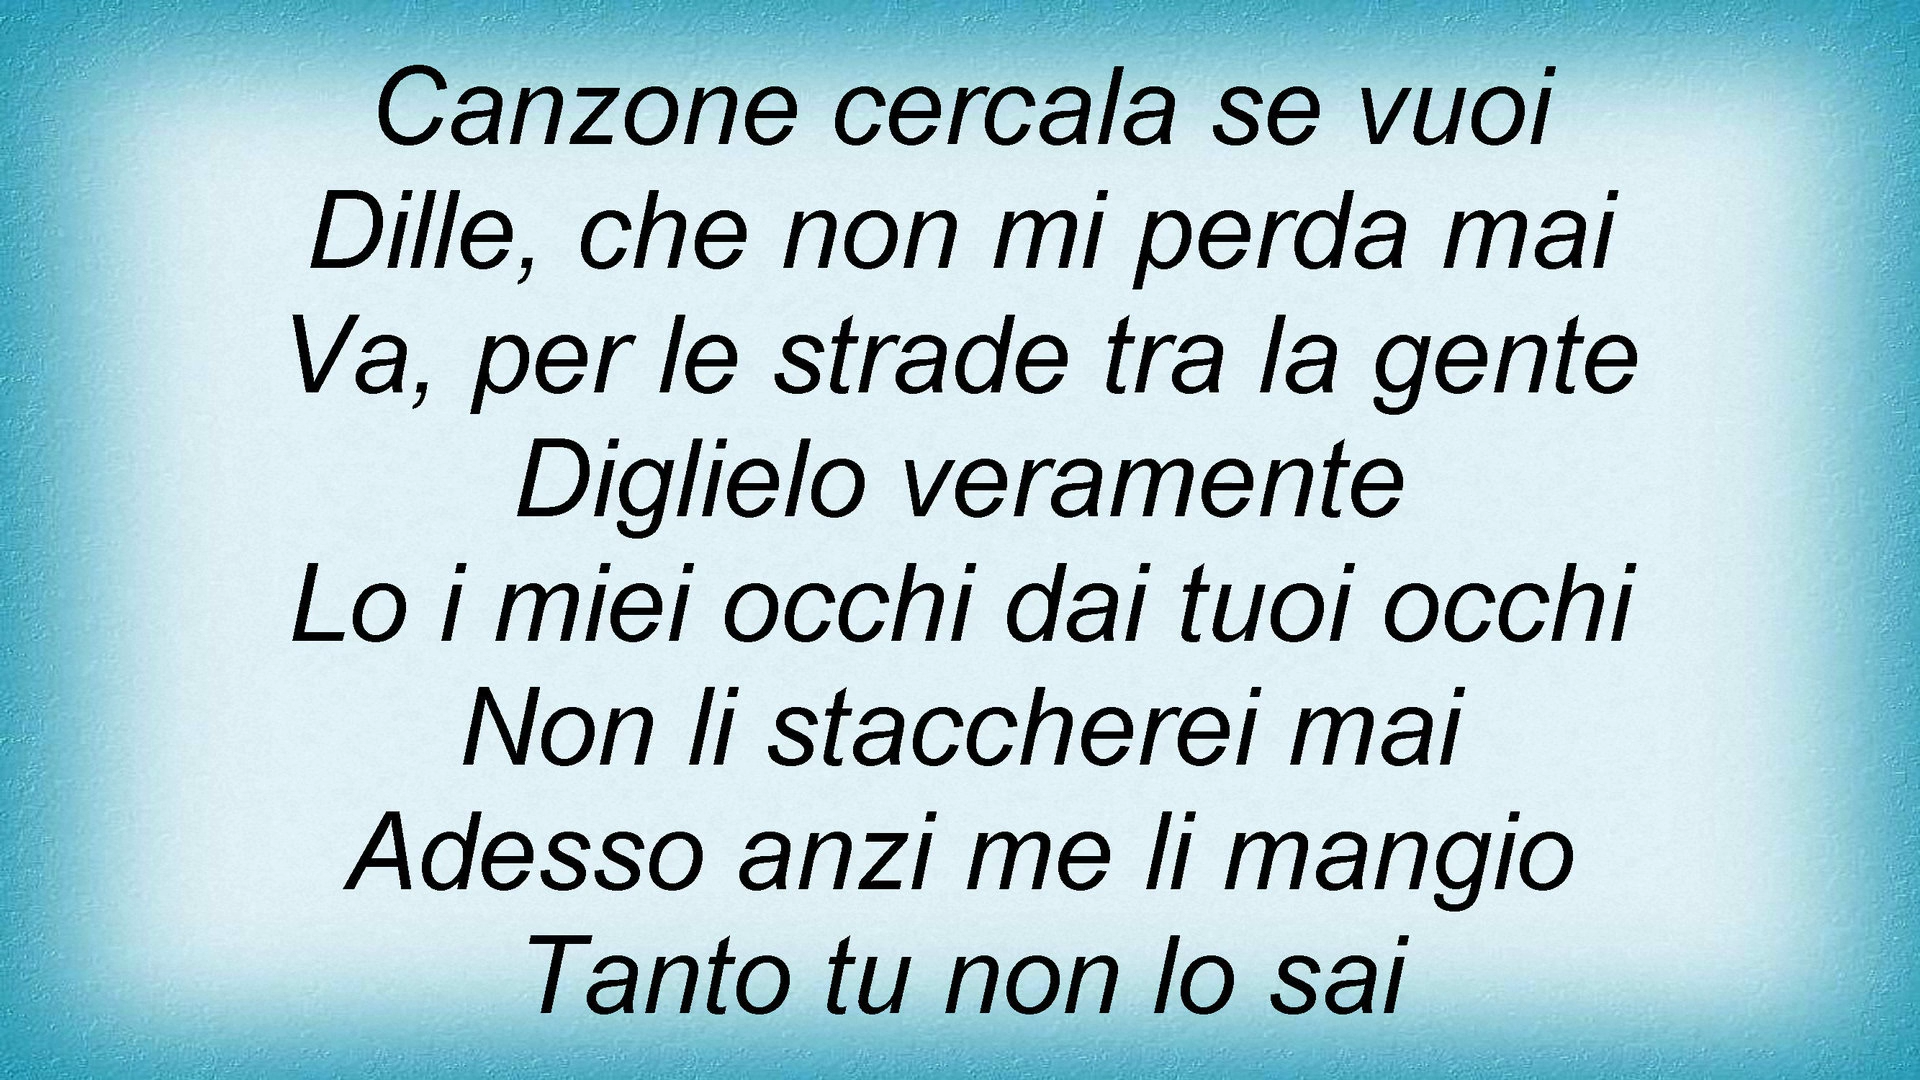 Canzone cercala se vuoi
Dille, che non mi perda mai
Va, per le strade tra la gente
Diglielo veramente
Lo i miei occhi dai tuoi occhi
Non li staccherei mai
Adesso anzi me li mangio
Tanto tu non lo sai